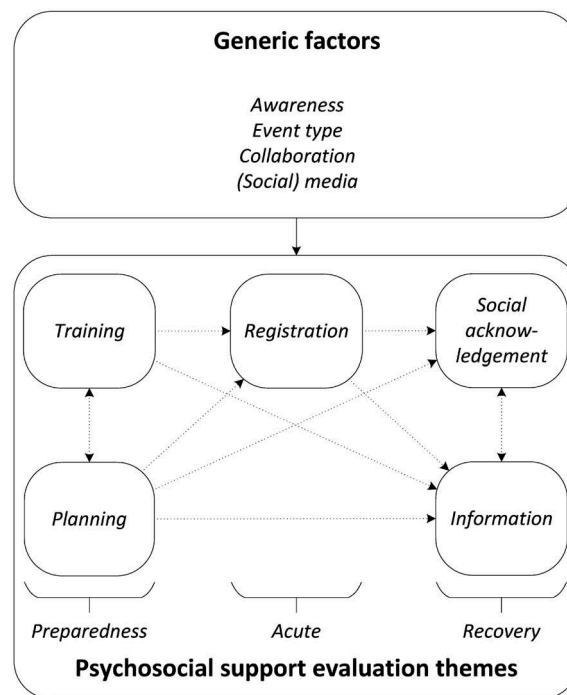 Generic factors
Awareness
Event type
Collaboration
(Social) media
Training
Registration
Social
acknow-
ledgement
Planning
Information
Preparedness
Acute
Recovery
Psychosocial support evaluation themes